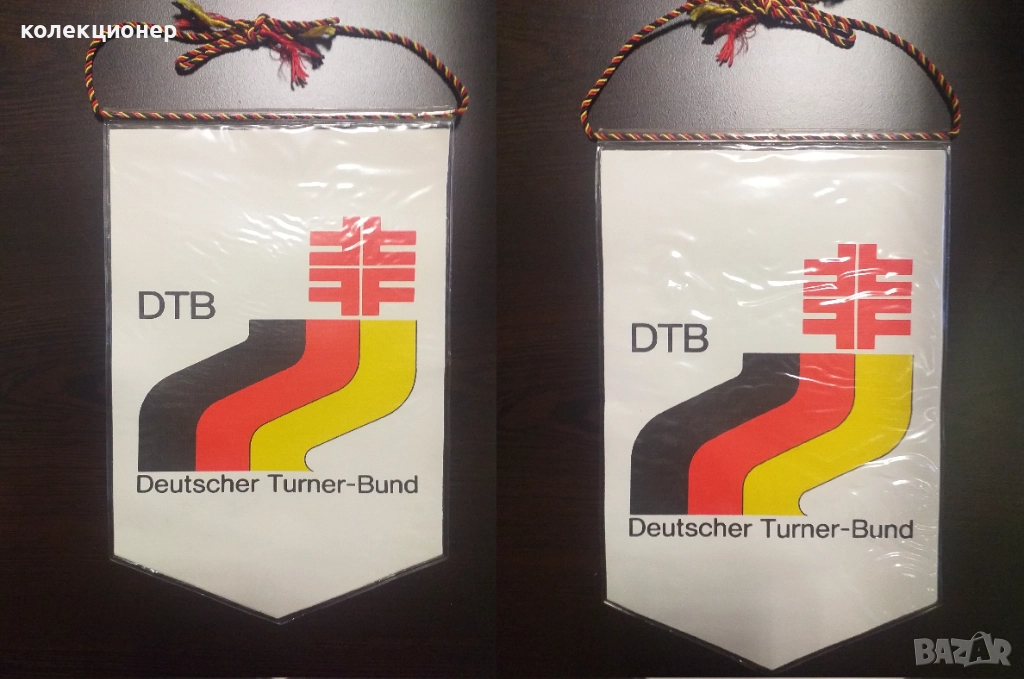 колекционер
DTB
Deutscher Turner-Bund
DTB
Deutscher Turner-Bund
BAZAR